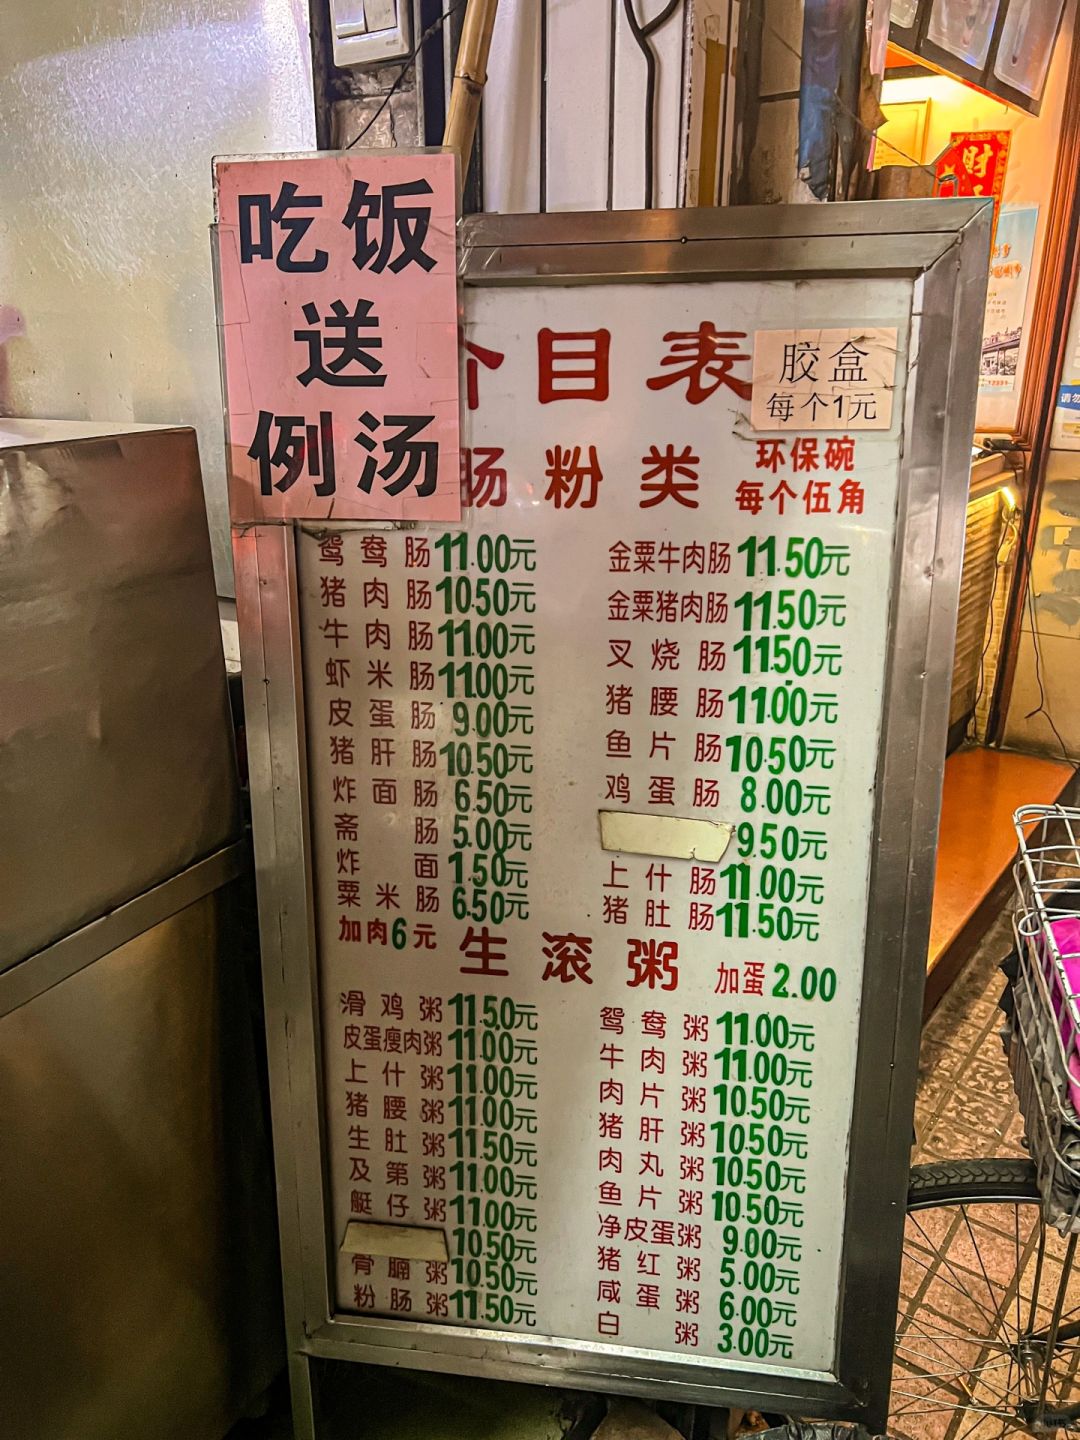 吃饭
送
例汤
价目表
胶盒
每个1元
肠粉类
环保碗
每个伍角
鸳鸯肠11.00元
猪肉肠10.50元
牛肉肠11.00元
虾米肠11.00元
皮蛋肠9.00元
猪肝肠10.50元
炸面肠6.50元
斋肠5.00元
炸面1.50元
粟米肠6.50元
加肉6元
金粟牛肉肠11.50元
金粟猪肉肠11.50元
叉烧肠11.50元
猪腰肠11.00元
鱼片肠10.50元
鸡蛋肠8.00元
9.50元
上什肠11.00元
猪肚肠11.50元
生滚粥
加蛋2.00
滑鸡粥11.50元
皮蛋瘦肉粥11.00元
上什粥11.00元
猪腰粥11.00元
生肚粥11.50元
及第粥11.00元
艇仔粥11.00元
10.50元
骨腩粥10.50元
粉肠粥11.50元
鸳鸯粥11.00元
牛肉粥11.00元
肉片粥10.50元
猪肝粥10.50元
肉丸粥10.50元
鱼片粥10.50元
净皮蛋粥9.00元
猪红粥5.00元
咸蛋粥6.00元
白粥3.00元
财
请勿